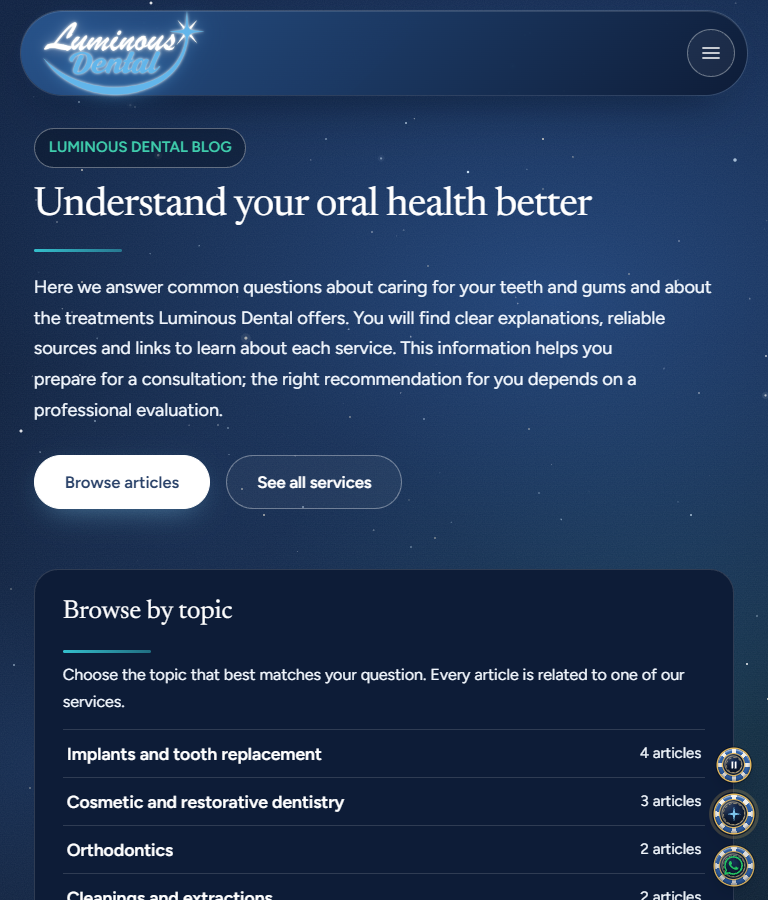 Luminous
Dental
LUMINOUS DENTAL BLOG
Understand your oral health better
Here we answer common questions about caring for your teeth and gums and about
the treatments Luminous Dental offers. You will find clear explanations, reliable
sources and links to learn about each service. This information helps you
prepare for a consultation; the right recommendation for you depends on a
professional evaluation.
Browse articles
See all services
Browse by topic
Choose the topic that best matches your question. Every article is related to one of our
services.
Implants and tooth replacement 4 articles
Cosmetic and restorative dentistry 3 articles
Orthodontics 2 articles
Cleanings and extractions 2 articles